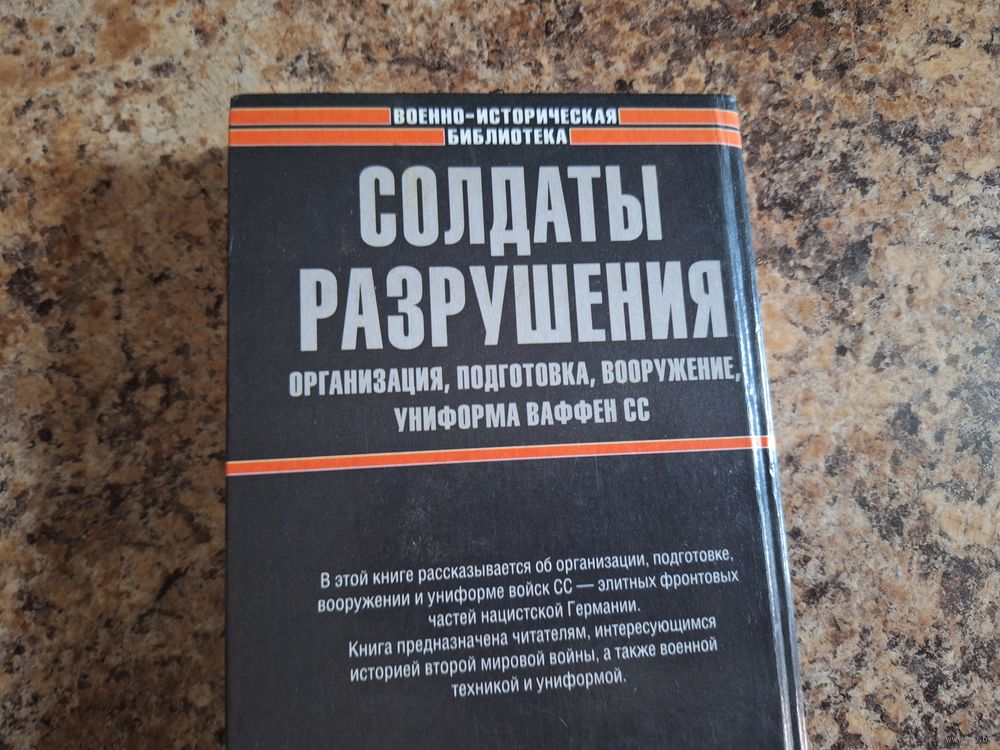 ВОЕННО-ИСТОРИЧЕСКАЯ
БИБЛИОТЕКА
СОЛДАТЫ
РАЗРУШЕНИЯ
ОРГАНИЗАЦИЯ, ПОДГОТОВКА, ВООРУЖЕНИЕ,
УНИФОРМА ВАФФЕН СС
В этой книге рассказывается об организации, подготовке,
вооружении и униформе войск СС — элитных фронтовых
частей нацистской Германии.
Книга предназначена читателям, интересующимся
историей второй мировой войны, а также военной
техникой и униформой.